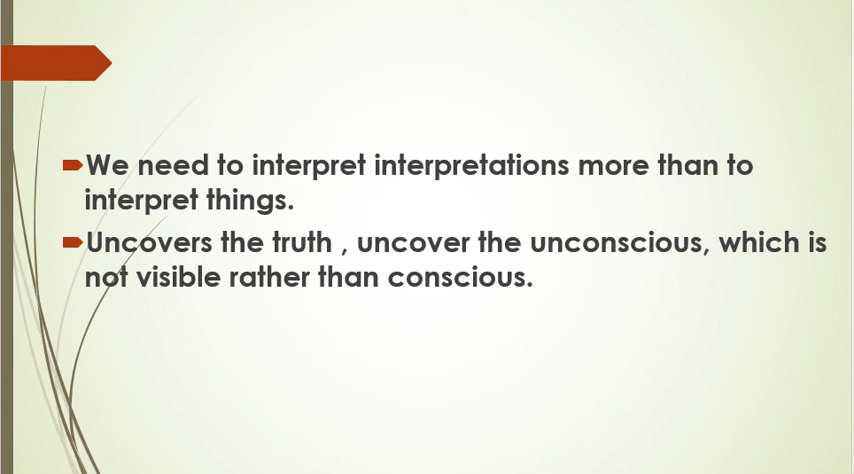 We need to interpret interpretations more than to
interpret things.
Uncovers the truth , uncover the unconscious, which is
not visible rather than conscious.